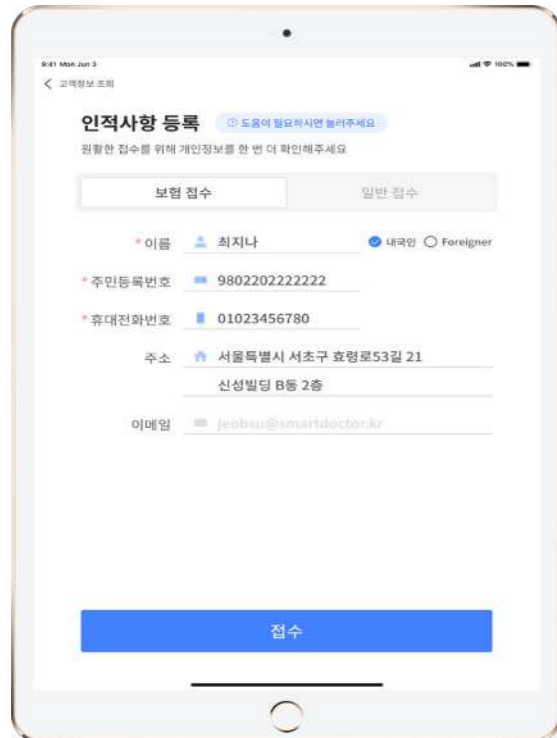 9:41 Mon Jun 3
100%
고객정보 조회
인적사항 등록
도움이 필요하시면 눌러주세요
원활한 접수를 위해 개인정보를 한 번 더 확인해주세요
보험 접수 일반 접수
* 이름 최지나 내국인 Foreigner
* 주민등록번호 9802202222222
* 휴대전화번호 01023456780
주소 서울특별시 서초구 효령로53길 21
신성빌딩 B동 2층
이메일 jeobsu@smartdoctor.kr
접수